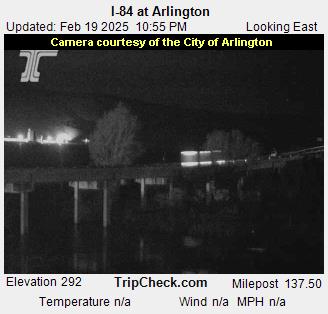 I-84 at Arlington
Updated: Feb 19 2025 10:55 PM Looking East
Camera courtesy of the City of Arlington
Elevation 292 TripCheck.com Milepost 137.50
Temperature n/a Wind n/a MPH n/a